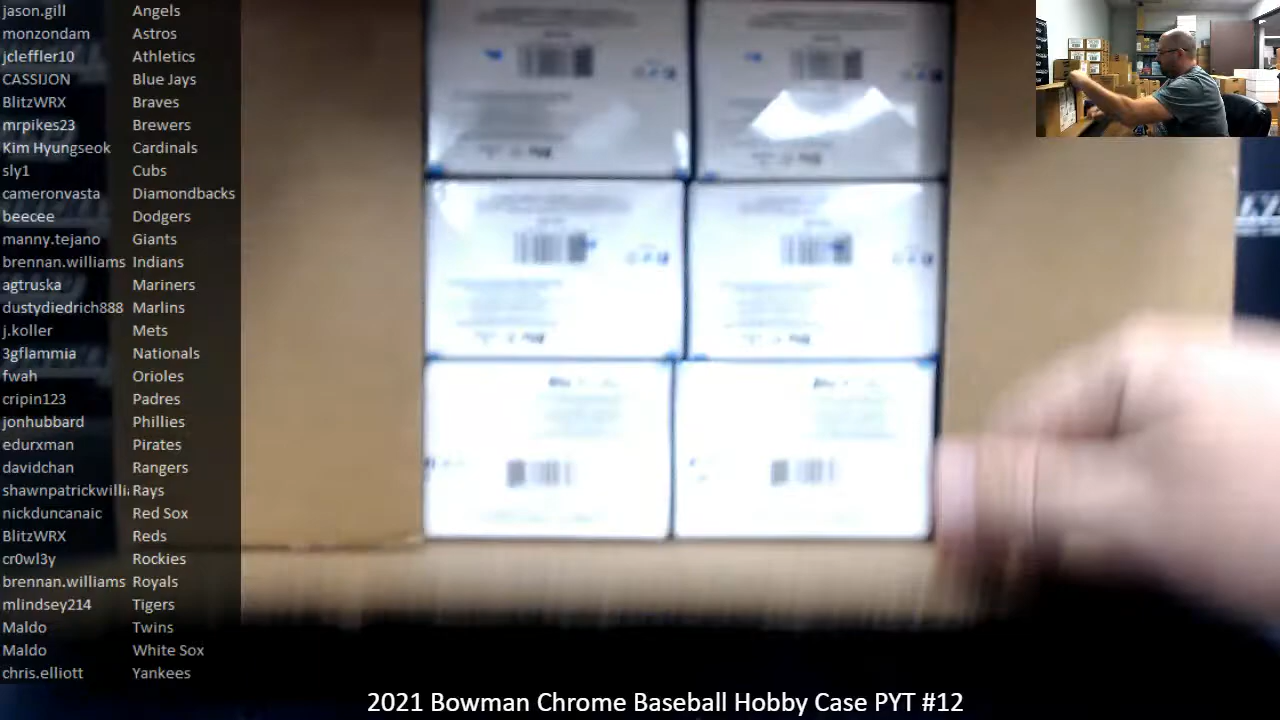 jason.gill Angels
monzondam Astros
jcleffler10 Athletics
CASSIJON Blue Jays
BlitzWRX Braves
mrpikes23 Brewers
Kim Hyungseok Cardinals
sly1 Cubs
cameronvasta Diamondbacks
beecee Dodgers
manny.tejano Giants
brennan.williams Indians
agtruska Mariners
dustydiedrich888 Marlins
j.koller Mets
3gflammia Nationals
fwah Orioles
cripin123 Padres
jonhubbard Phillies
edurxman Pirates
davidchan Rangers
shawnpatrickwilli Rays
nickduncanaic Red Sox
BlitzWRX Reds
cr0wl3y Rockies
brennan.williams Royals
mlindsey214 Tigers
Maldo Twins
Maldo White Sox
chris.elliott Yankees
2021 Bowman Chrome Baseball Hobby Case PYT #12